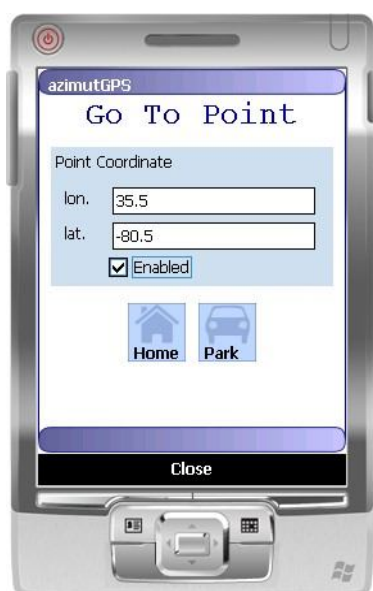 azimutGPS
Go To Point
Point Coordinate
lon. 35.5
lat. -80.5
Enabled
Home Park
Close